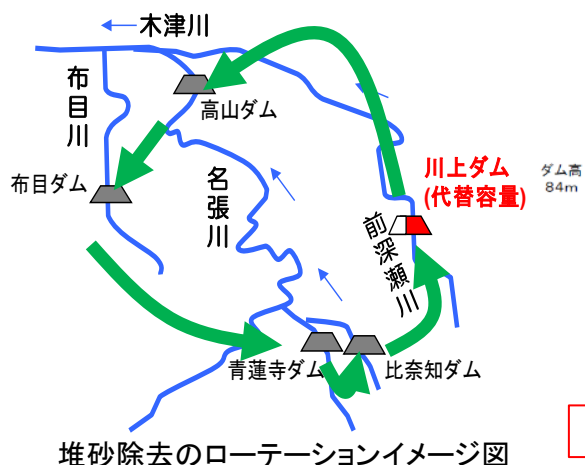 木津川
布目川
高山ダム
川上ダム
(代替容量)
ダム高
84m
布目ダム
名張川
前深瀬川
青蓮寺ダム
比奈知ダム
堆砂除去のローテーションイメージ図